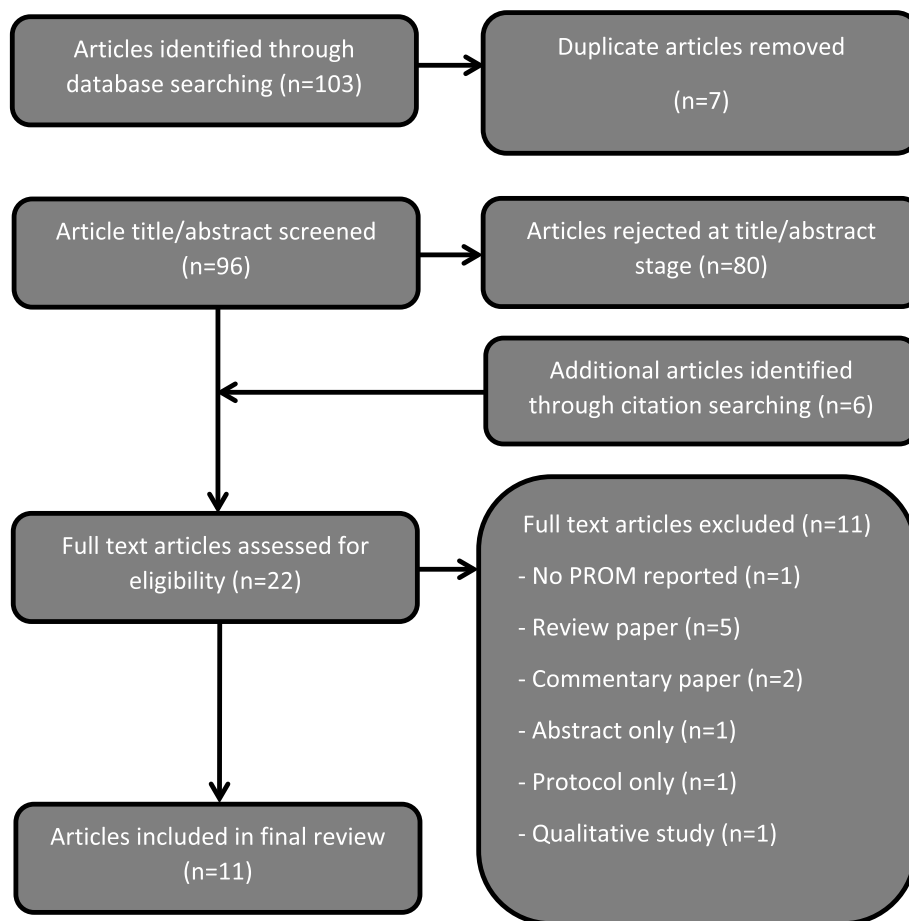 Articles identified through
database searching (n=103)
Duplicate articles removed
(n=7)
Article title/abstract screened
(n=96)
Articles rejected at title/abstract
stage (n=80)
Additional articles identified
through citation searching (n=6)
Full text articles assessed for
eligibility (n=22)
Full text articles excluded (n=11)
- No PROM reported (n=1)
- Review paper (n=5)
- Commentary paper (n=2)
- Abstract only (n=1)
- Protocol only (n=1)
- Qualitative study (n=1)
Articles included in final review
(n=11)